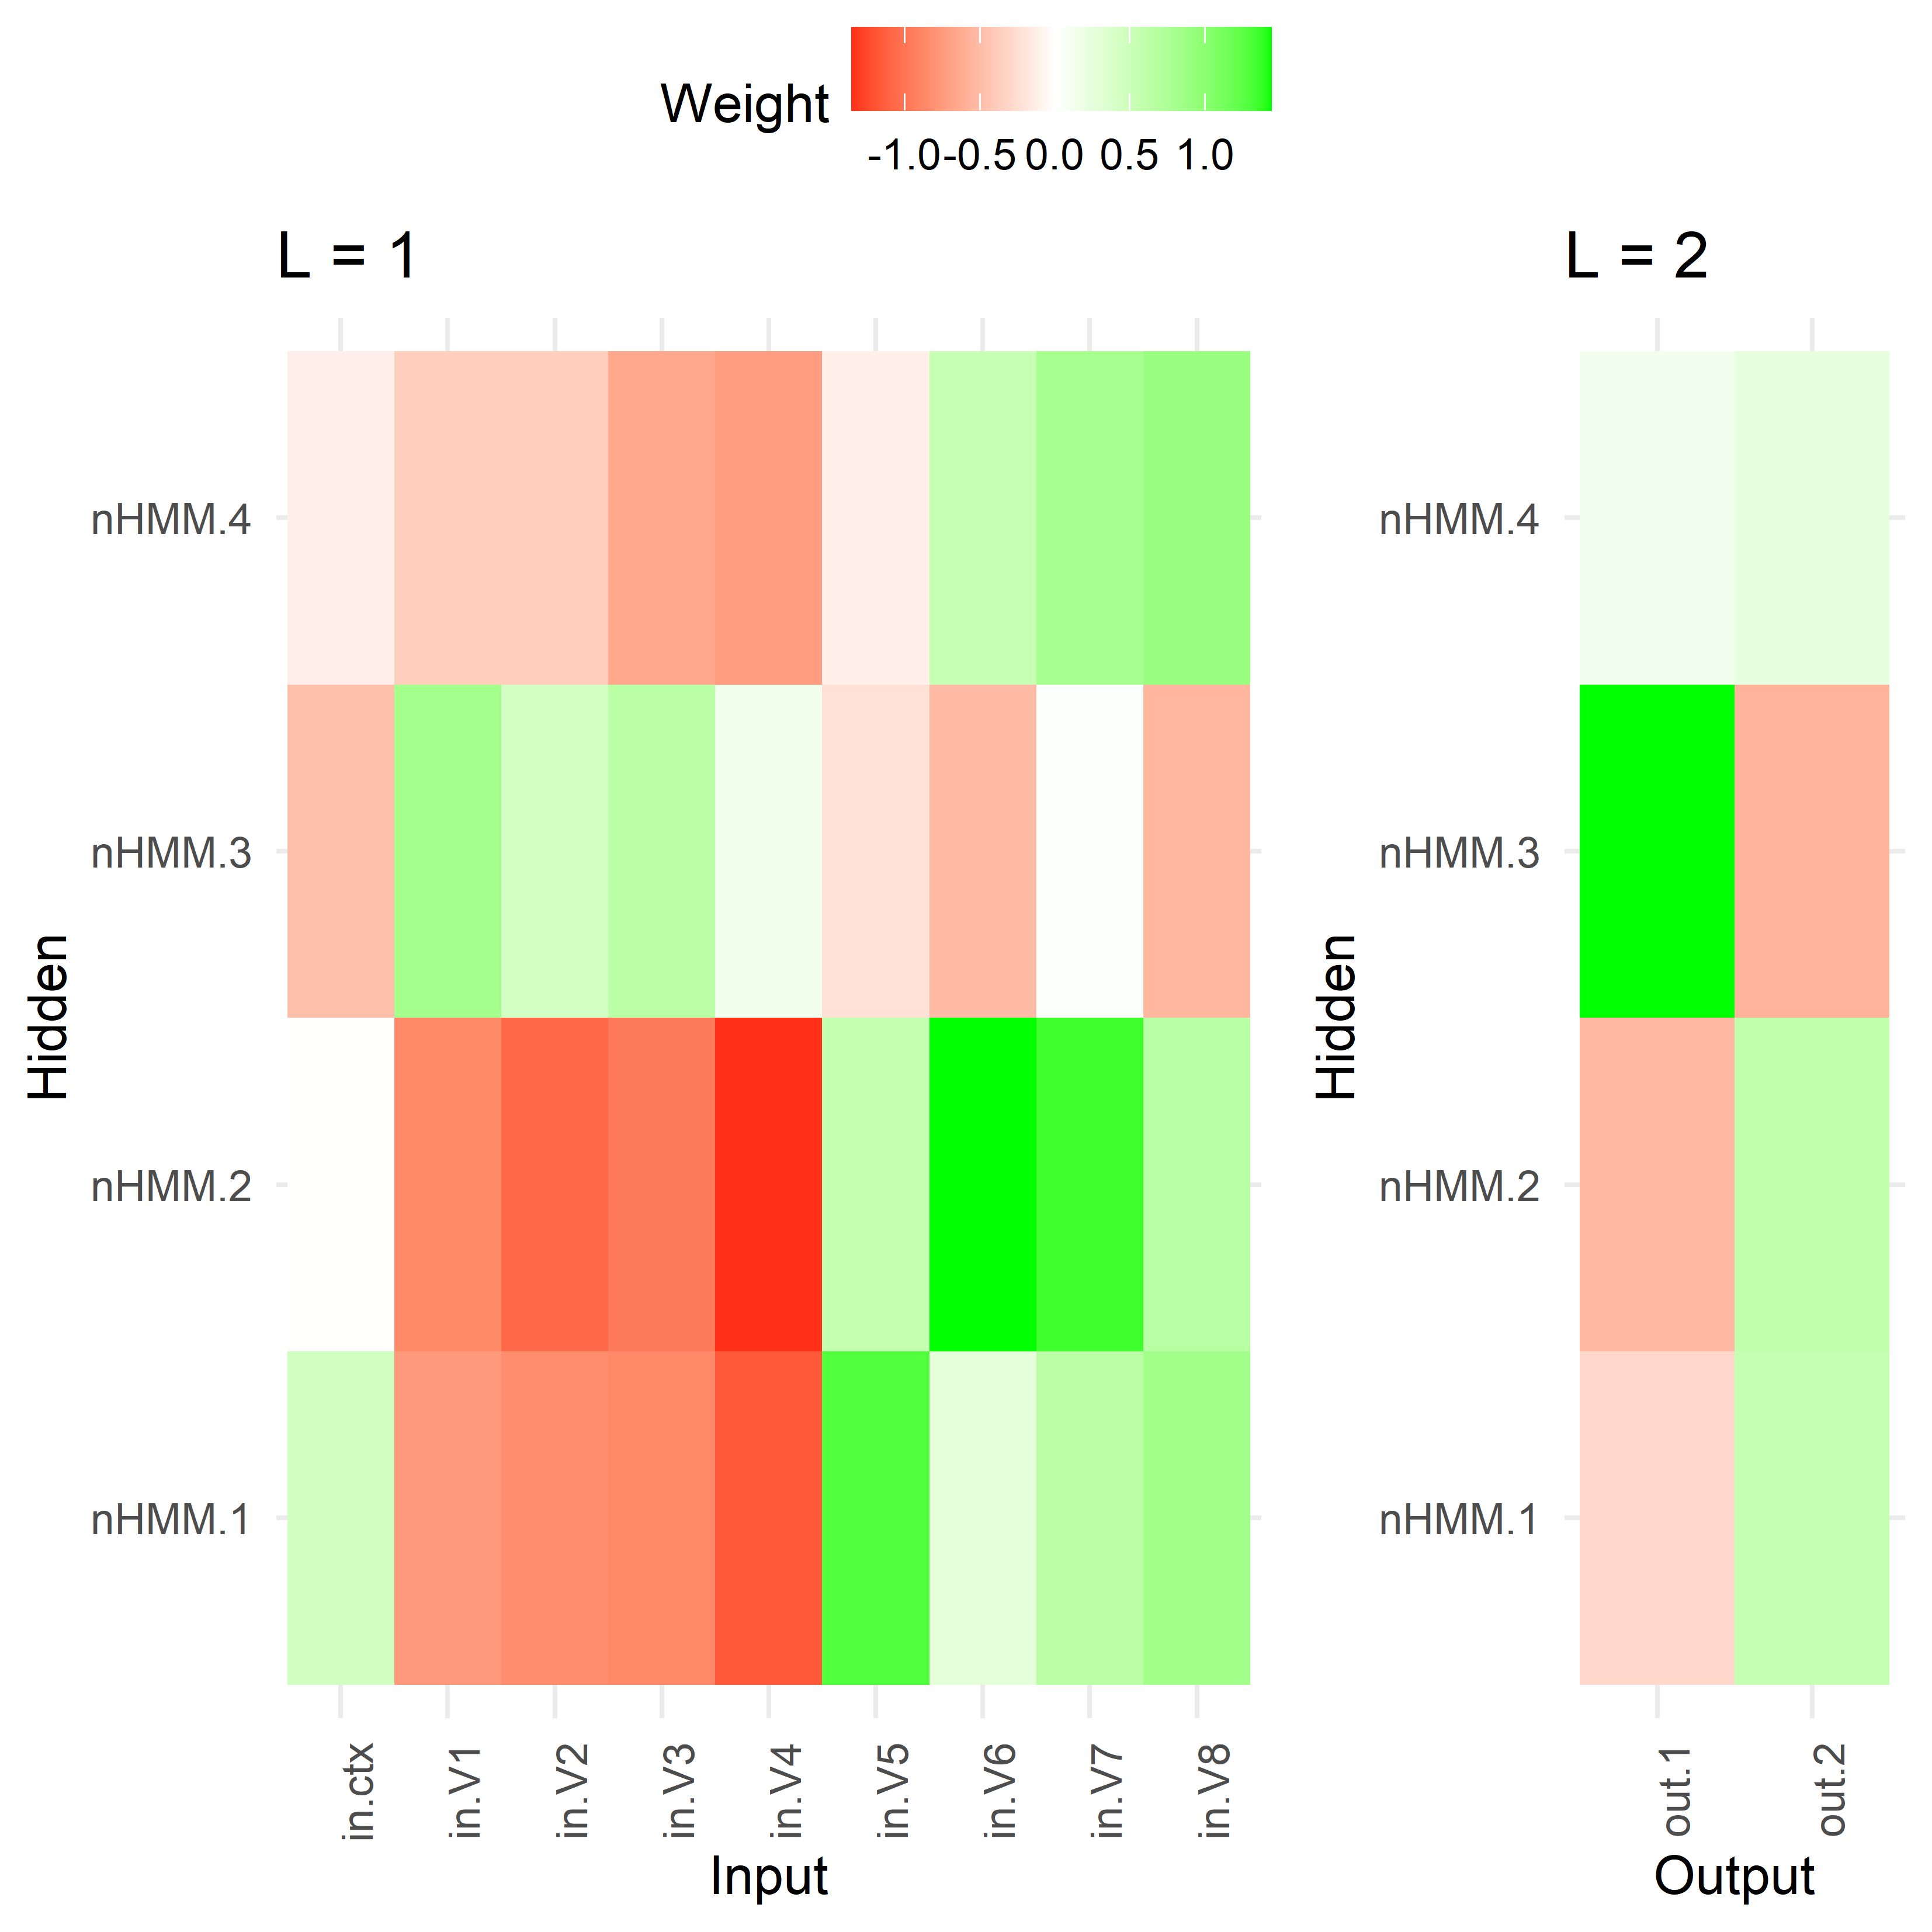 Weight
-1.0 -0.5 0.0 0.5 1.0
L = 1
nHMM.4
nHMM.3
nHMM.2
nHMM.1
Hidden
in.ctx in.V1 in.V2 in.V3 in.V4 in.V5 in.V6 in.V7 in.V8
Input
L = 2
nHMM.4
nHMM.3
nHMM.2
nHMM.1
Hidden
out.1 out.2
Output